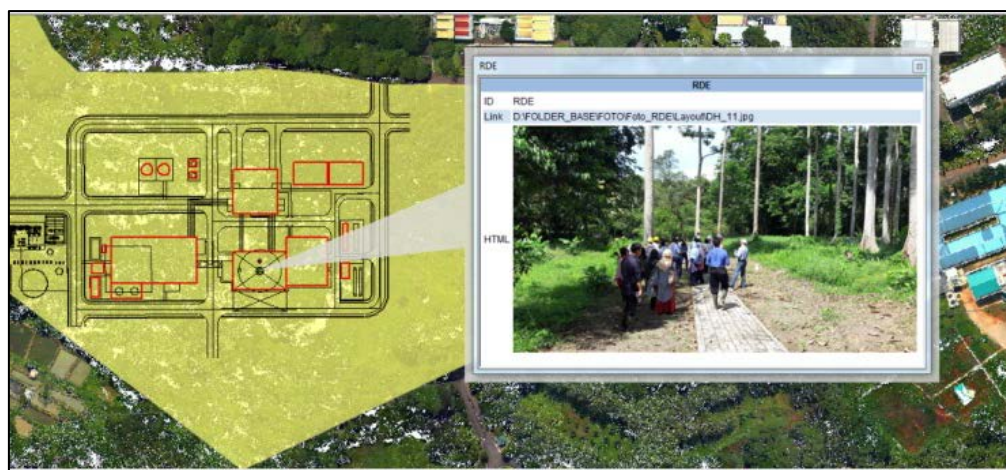 RDE
RDE
ID RDE
Link D:\FOLDER_BASE\FOTO\Foto_RDE\Layout\DH_11.jpg
HTML